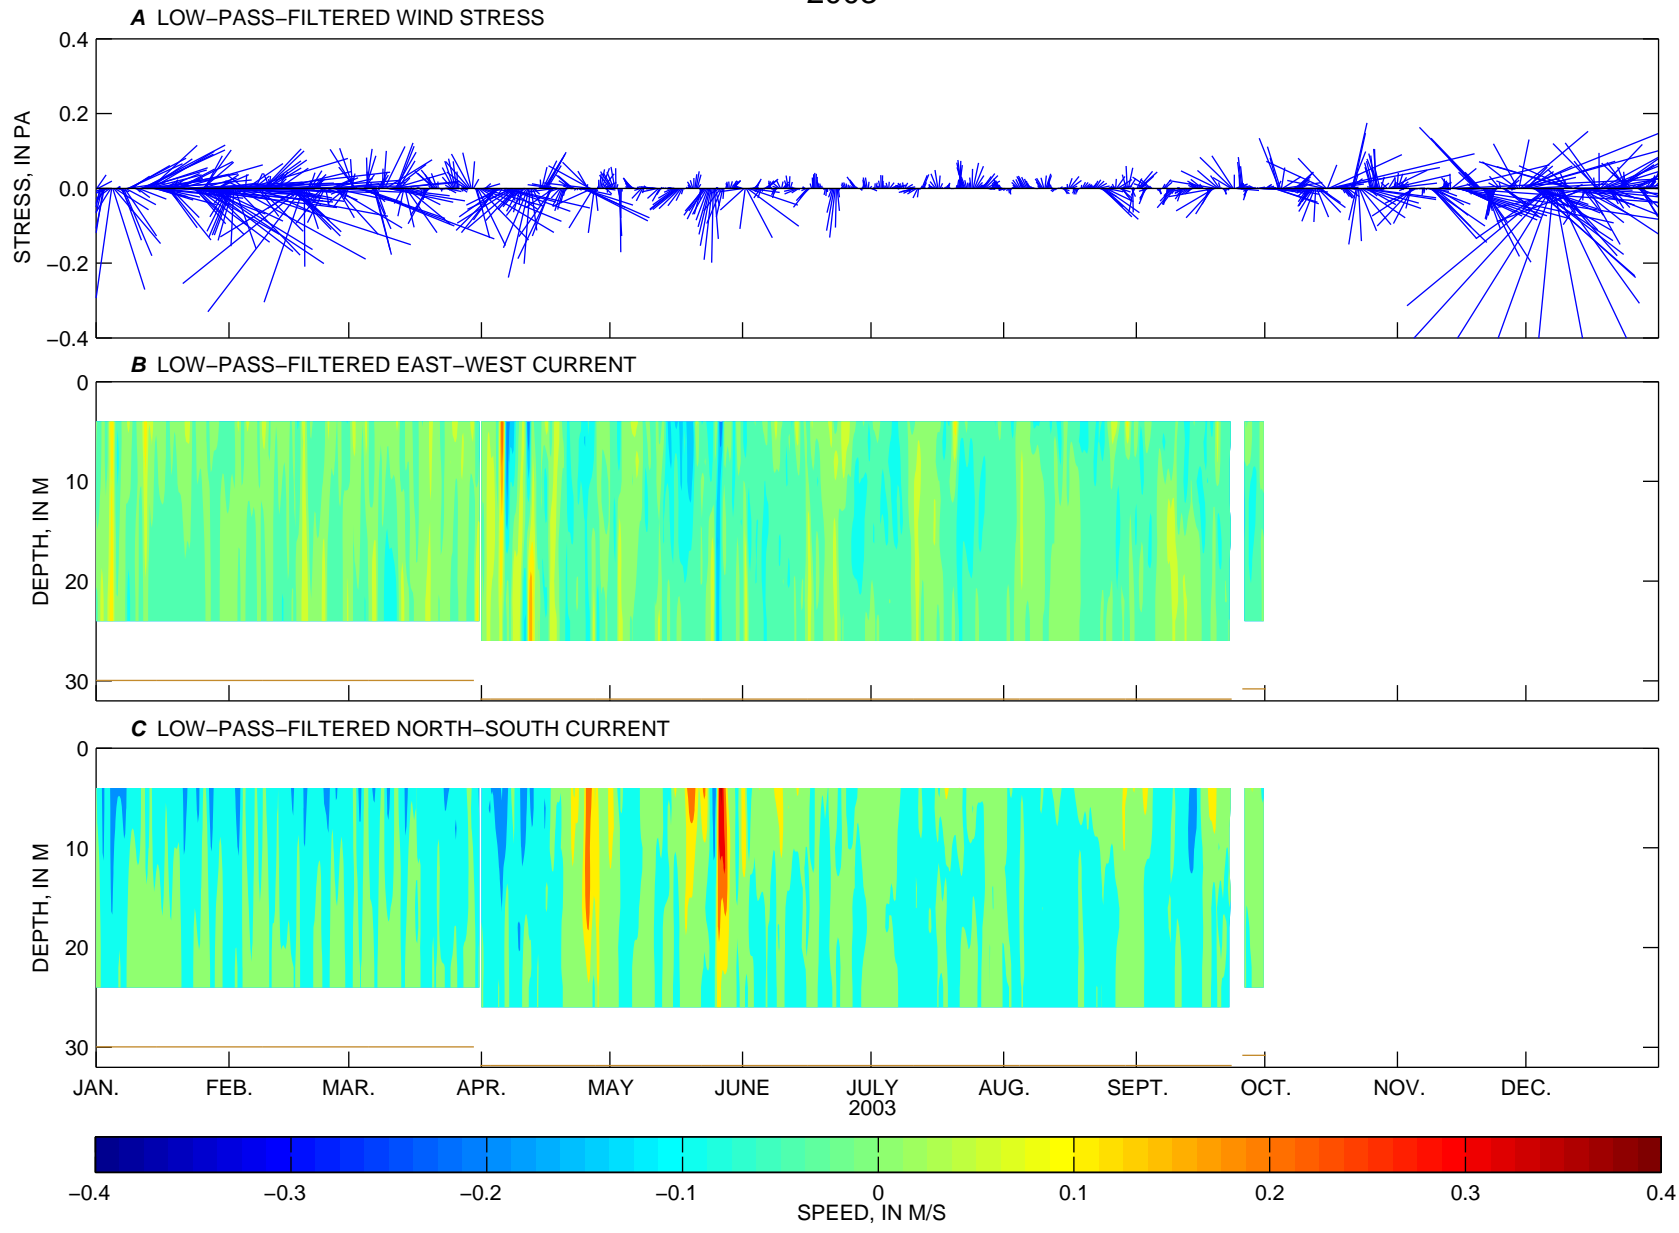 A LOW−PASS−FILTERED WIND STRESS
0.4
0.2
0.0
−0.2
−0.4
STRESS, IN PA
B LOW−PASS−FILTERED EAST−WEST CURRENT
0
10
20
30
DEPTH, IN M
C LOW−PASS−FILTERED NORTH−SOUTH CURRENT
0
10
20
30
DEPTH, IN M
JAN. FEB. MAR. APR. MAY JUNE JULY AUG. SEPT. OCT. NOV. DEC.
2003
−0.4 −0.3 −0.2 −0.1 0 0.1 0.2 0.3 0.4
SPEED, IN M/S